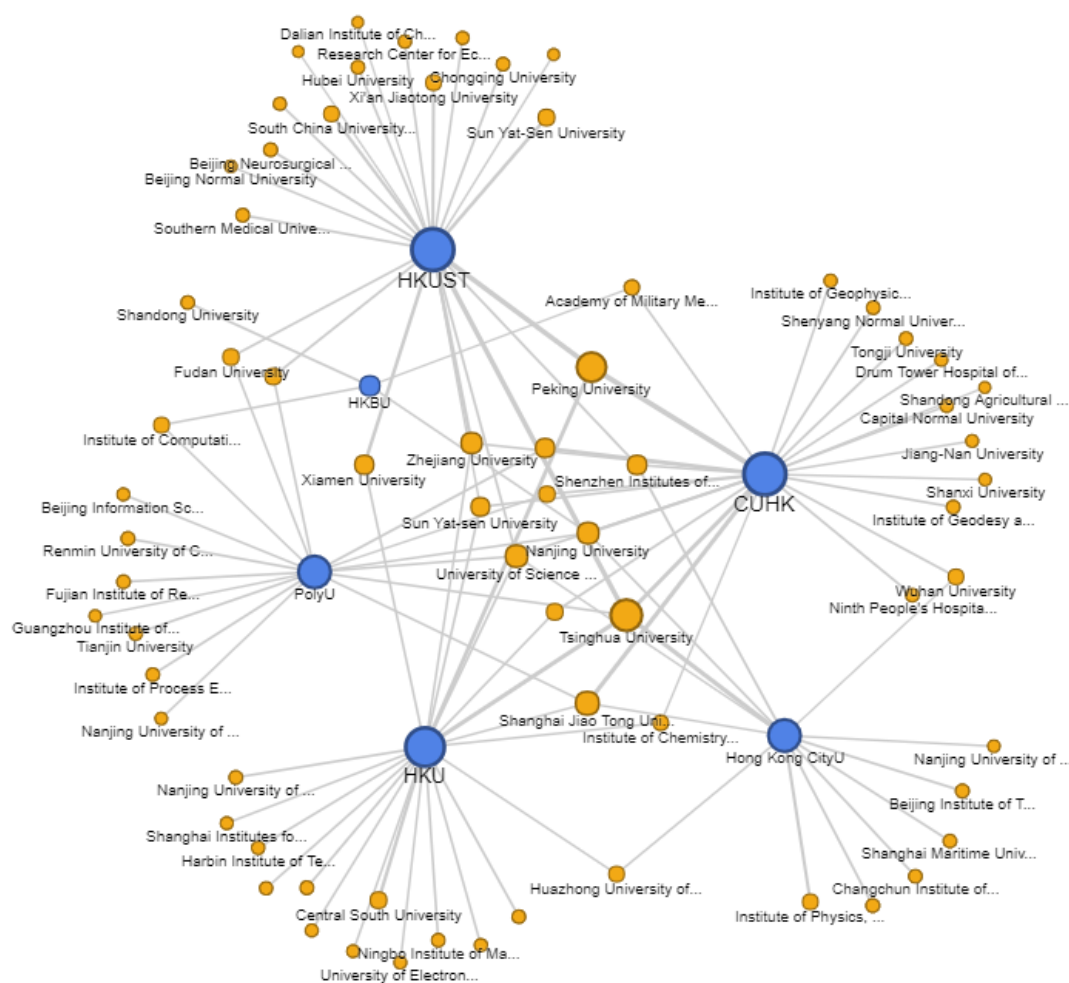 Dalian Institute of Ch...
Research Center for Ec...
Hubei University
Chongqing University
Xi'an Jiaotong University
South China University...
Sun Yat-Sen University
Beijing Neurosurgical ...
Beijing Normal University
Southern Medical Unive...
HKUST
Academy of Military Me...
Institute of Geophysic...
Shandong University
Shenyang Normal Univer...
Tongji University
Fudan University
Drum Tower Hospital of...
Peking University
HKBU
Shandong Agricultural ...
Capital Normal University
Institute of Computati...
Zhejiang University
Jiang-Nan University
Xiamen University
Shenzhen Institutes of...
Shanxi University
CUHK
Beijing Information Sc...
Sun Yat-sen University
Institute of Geodesy a...
Renmin University of C...
Nanjing University
University of Science ...
PolyU
Fujian Institute of Re...
Wuhan University
Ninth People's Hospita...
Guangzhou Institute of...
Tsinghua University
Tianjin University
Institute of Process E...
Shanghai Jiao Tong Uni...
Nanjing University of ...
Institute of Chemistry...
Hong Kong CityU
Nanjing University of ...
HKU
Nanjing University of ...
Beijing Institute of T...
Shanghai Institutes fo...
Shanghai Maritime Univ...
Harbin Institute of Te...
Huazhong University of...
Changchun Institute of...
Central South University
Institute of Physics, ...
Ningbo Institute of Ma...
University of Electron...